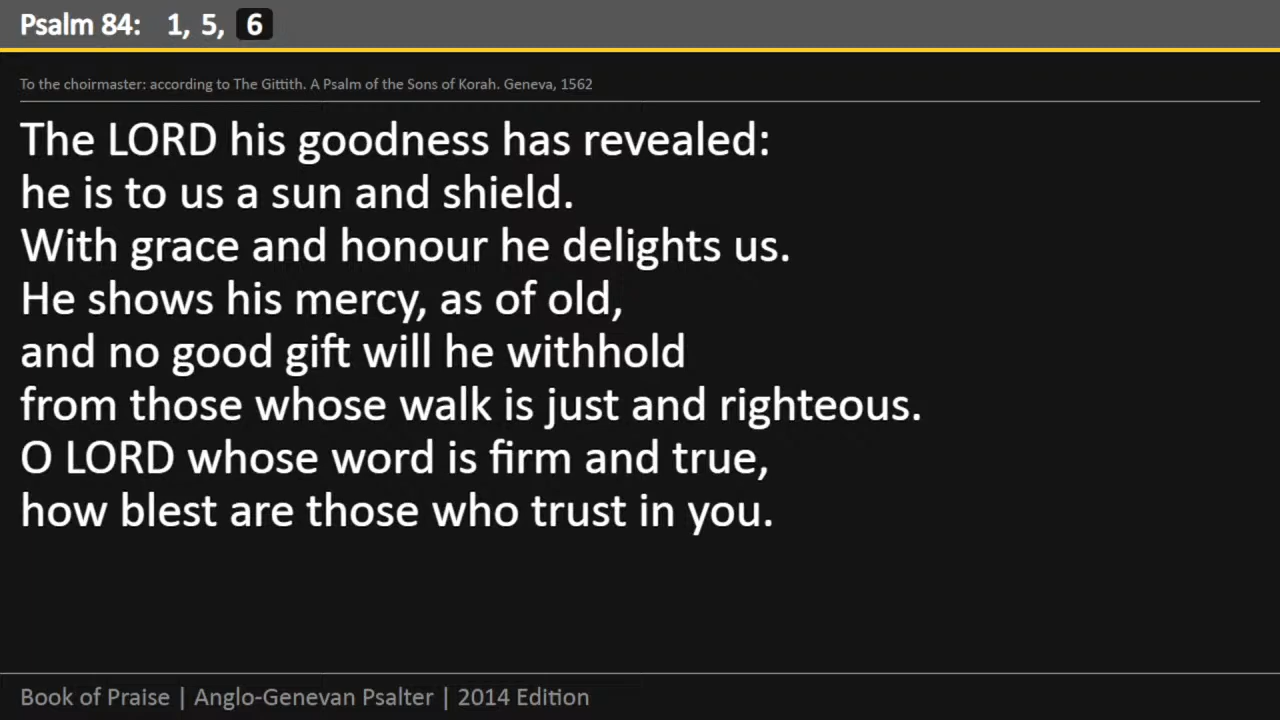 Psalm 84: 1, 5, 6
To the choirmaster: according to The Gittith. A Psalm of the Sons of Korah. Geneva, 1562
The LORD his goodness has revealed:
he is to us a sun and shield.
With grace and honour he delights us.
He shows his mercy, as of old,
and no good gift will he withhold
from those whose walk is just and righteous.
O LORD whose word is firm and true,
how blest are those who trust in you.
Book of Praise | Anglo-Genevan Psalter | 2014 Edition